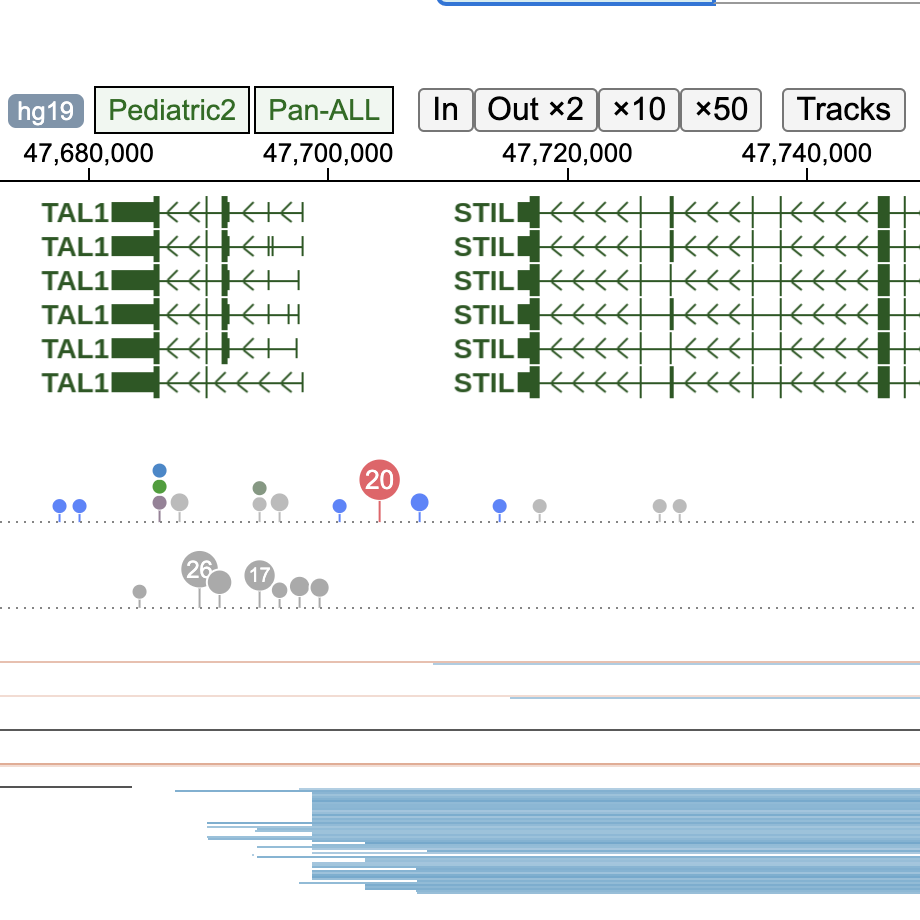 hg19 Pediatric2 Pan-ALL In Out ×2 ×10 ×50 Tracks
47,680,000 47,700,000 47,720,000 47,740,000
TAL1 STIL
TAL1 STIL
TAL1 STIL
TAL1 STIL
TAL1 STIL
TAL1 STIL
20
26 17